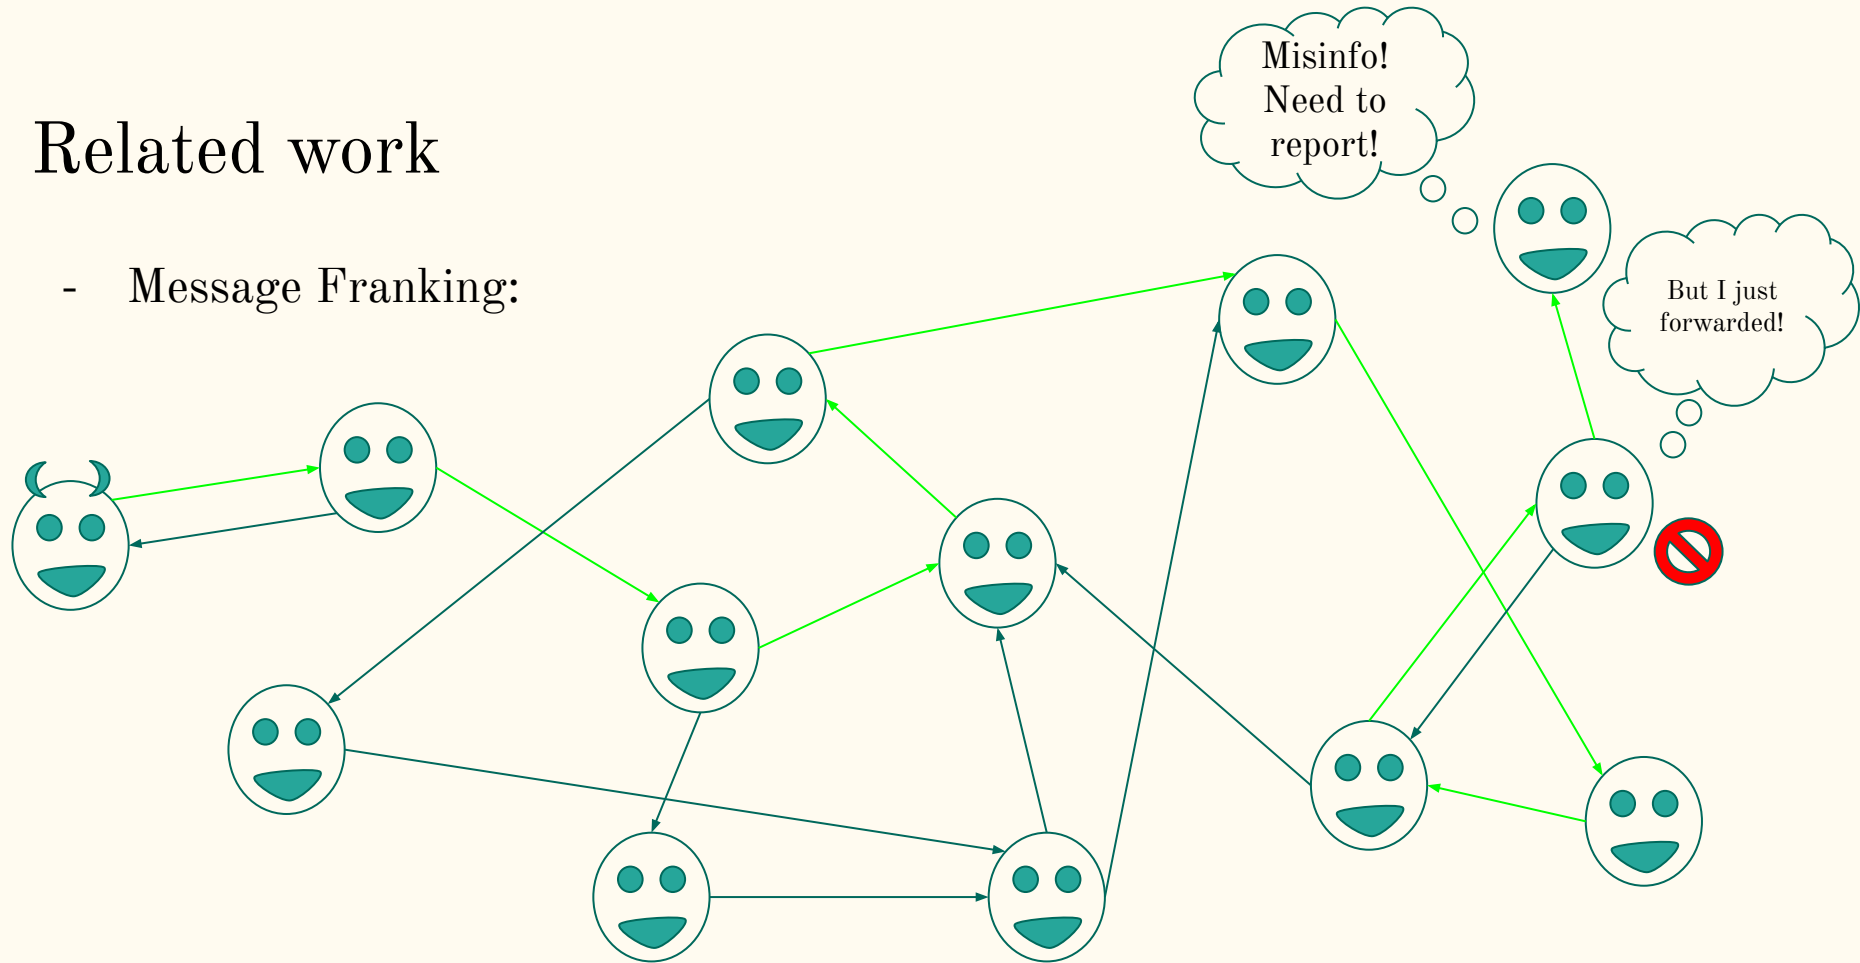 Related work
- Message Franking:
Misinfo!
Need to
report!
But I just
forwarded!